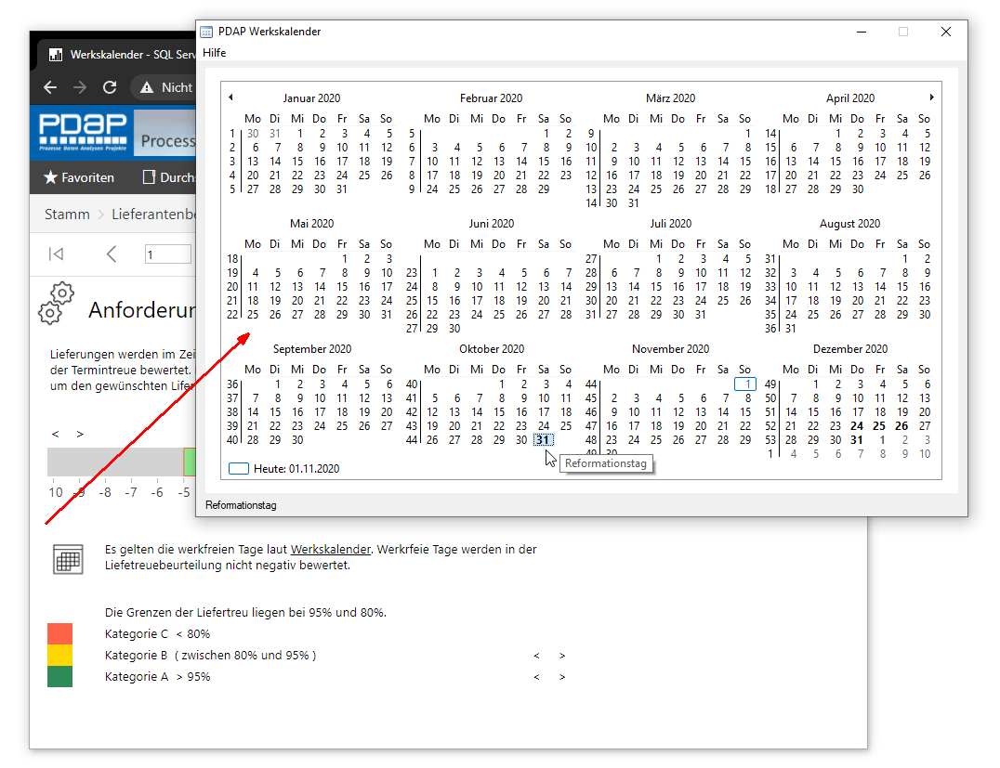 PDAP Werkskalender
Hilfe
Januar 2020 Februar 2020 März 2020 April 2020
Mo Di Mi Do Fr Sa So Mo Di Mi Do Fr Sa So Mo Di Mi Do Fr Sa So Mo Di Mi Do Fr Sa So
1 30 31 1 2 3 4 5 5 1 2 9 1 14 1 2 3 4 5
2 6 7 8 9 10 11 12 6 3 4 5 6 7 8 9 10 2 3 4 5 6 7 8 15 6 7 8 9 10 11 12
3 13 14 15 16 17 18 19 7 10 11 12 13 14 15 16 11 9 10 11 12 13 14 15 16 13 14 15 16 17 18 19
4 20 21 22 23 24 25 26 8 17 18 19 20 21 22 23 12 16 17 18 19 20 21 22 17 20 21 22 23 24 25 26
5 27 28 29 30 31 9 24 25 26 27 28 29 13 23 24 25 26 27 28 29 18 27 28 29 30
14 30 31
Mai 2020 Juni 2020 Juli 2020 August 2020
Mo Di Mi Do Fr Sa So Mo Di Mi Do Fr Sa So Mo Di Mi Do Fr Sa So Mo Di Mi Do Fr Sa So
18 1 2 3 27 1 2 3 4 5 31 1 2
19 4 5 6 7 8 9 10 23 1 2 3 4 5 6 7 28 6 7 8 9 10 11 12 32 3 4 5 6 7 8 9
20 11 12 13 14 15 16 17 24 8 9 10 11 12 13 14 29 13 14 15 16 17 18 19 33 10 11 12 13 14 15 16
21 18 19 20 21 22 23 24 25 15 16 17 18 19 20 21 30 20 21 22 23 24 25 26 34 17 18 19 20 21 22 23
22 25 26 27 28 29 30 31 26 22 23 24 25 26 27 28 31 27 28 29 30 31 35 24 25 26 27 28 29 30
27 29 30 36 31
September 2020 Oktober 2020 November 2020 Dezember 2020
Mo Di Mi Do Fr Sa So Mo Di Mi Do Fr Sa So Mo Di Mi Do Fr Sa So Mo Di Mi Do Fr Sa So
36 1 2 3 4 5 6 40 1 2 3 4 44 1 49 1 2 3 4 5 6
37 7 8 9 10 11 12 13 41 5 6 7 8 9 10 11 45 2 3 4 5 6 7 8 50 7 8 9 10 11 12 13
38 14 15 16 17 18 19 20 42 12 13 14 15 16 17 18 46 9 10 11 12 13 14 15 51 14 15 16 17 18 19 20
39 21 22 23 24 25 26 27 43 19 20 21 22 23 24 25 47 16 17 18 19 20 21 22 52 21 22 23 24 25 26 27
40 28 29 30 44 26 27 28 29 30 31 48 23 24 25 26 27 28 29 53 28 29 30 31 1 2 3
49 30 1 4 5 6 7 8 9 10
Reformationstag
Heute: 01.11.2020
Reformationstag
Werkskalender - SQL Serv
Nicht
PDAP
Prozesse Daten Analysen Projekte
Process
Favoriten Durch
Stamm > Lieferantenbe
1
Anforderun
Lieferungen werden im Zei
der Termintreue bewertet.
um den gewünschten Lifer
< >
10 -9 -8 -7 -6 -5
Es gelten die werkfreien Tage laut Werkskalender. Werkrfeie Tage werden in der
Liefetreuebeurteilung nicht negativ bewertet.
Die Grenzen der Liefertreu liegen bei 95% und 80%.
Kategorie C < 80%
Kategorie B ( zwischen 80% und 95% ) < >
Kategorie A > 95% < >